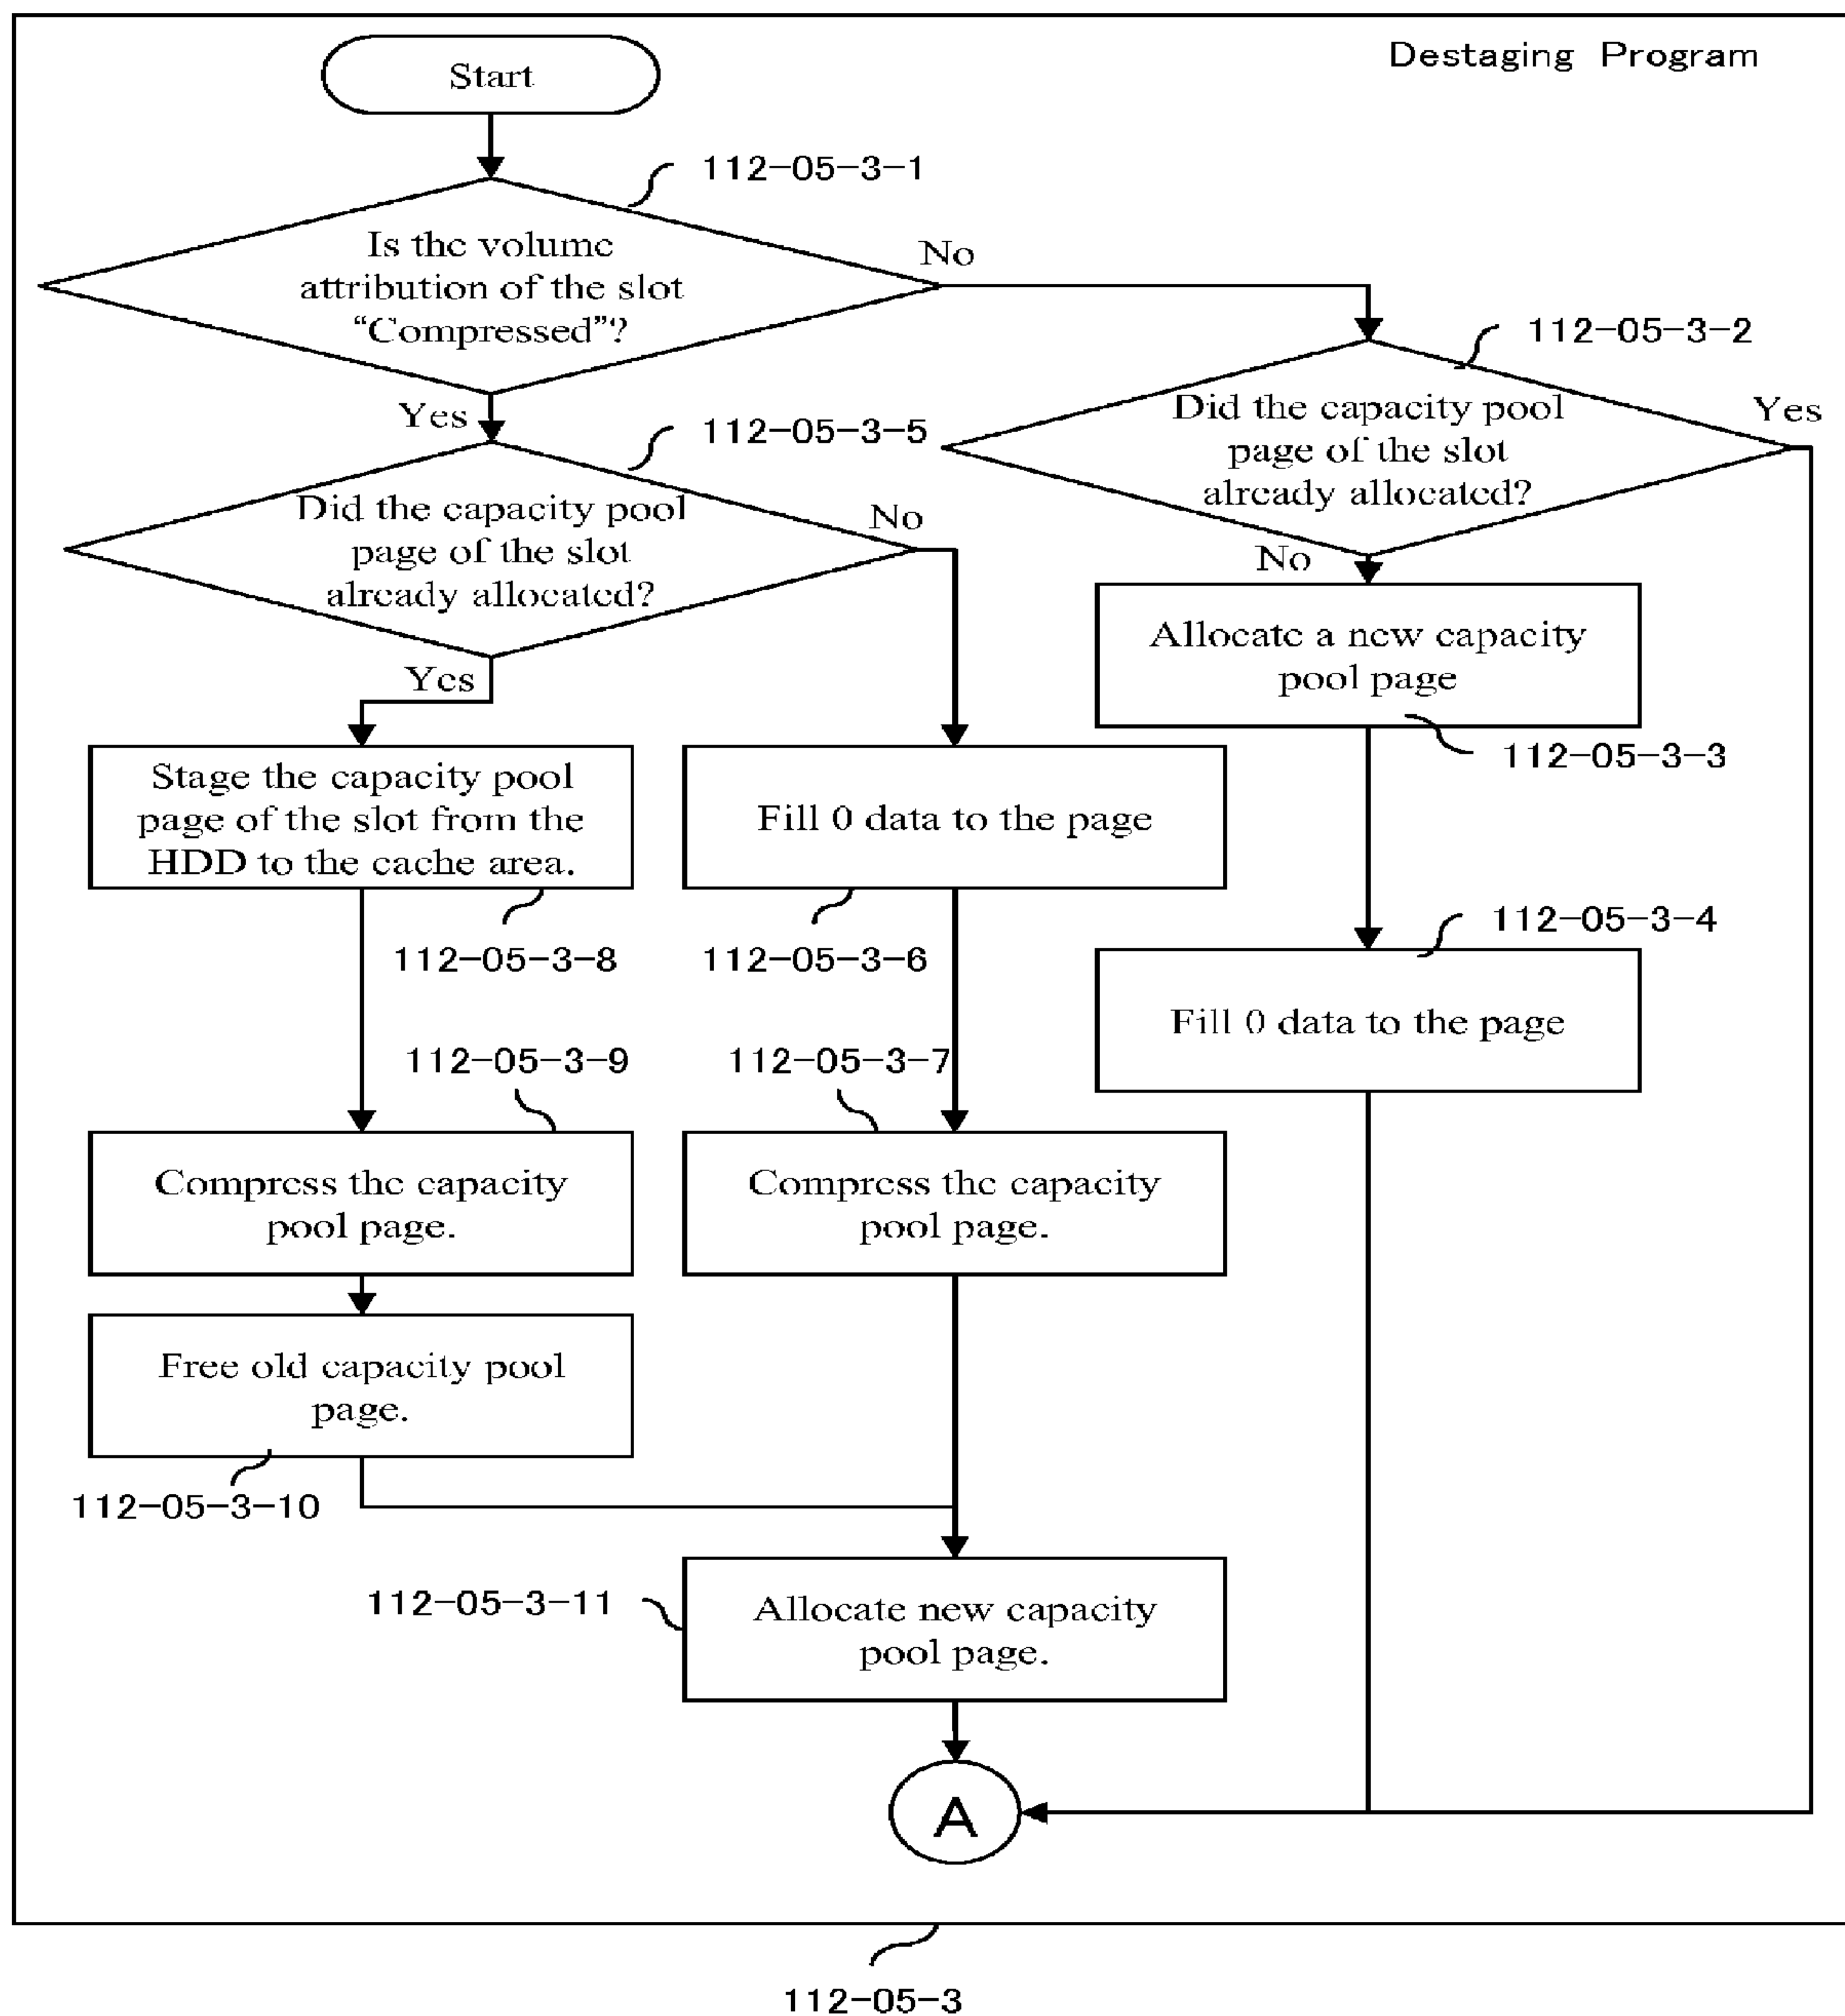 Destaging Program
Start
112-05-3-1
Is the volume
attribution of the slot
“Compressed”?
No
Yes
112-05-3-2
Did the capacity pool
page of the slot
already allocated?
Yes
No
112-05-3-5
Did the capacity pool
page of the slot
already allocated?
No
Yes
Allocate a new capacity
pool page
112-05-3-3
Stage the capacity pool
page of the slot from the
HDD to the cache area.
112-05-3-8
Fill 0 data to the page
112-05-3-6
112-05-3-4
Fill 0 data to the page
112-05-3-9
Compress the capacity
pool page.
112-05-3-7
Compress the capacity
pool page.
Free old capacity pool
page.
112-05-3-10
112-05-3-11
Allocate new capacity
pool page.
A
112-05-3